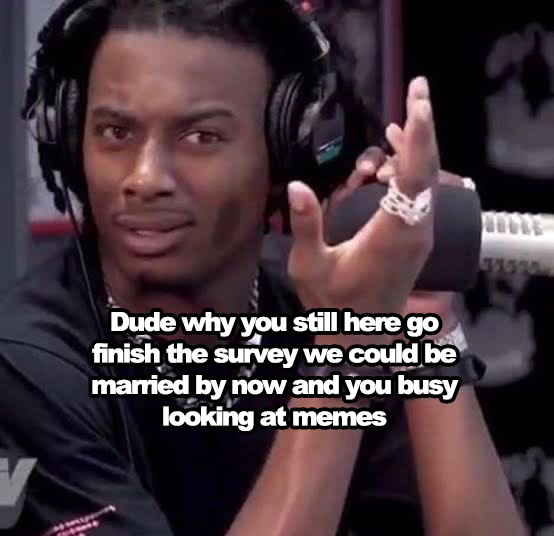 Dude why you still here go
finish the survey we could be
married by now and you busy
looking at memes